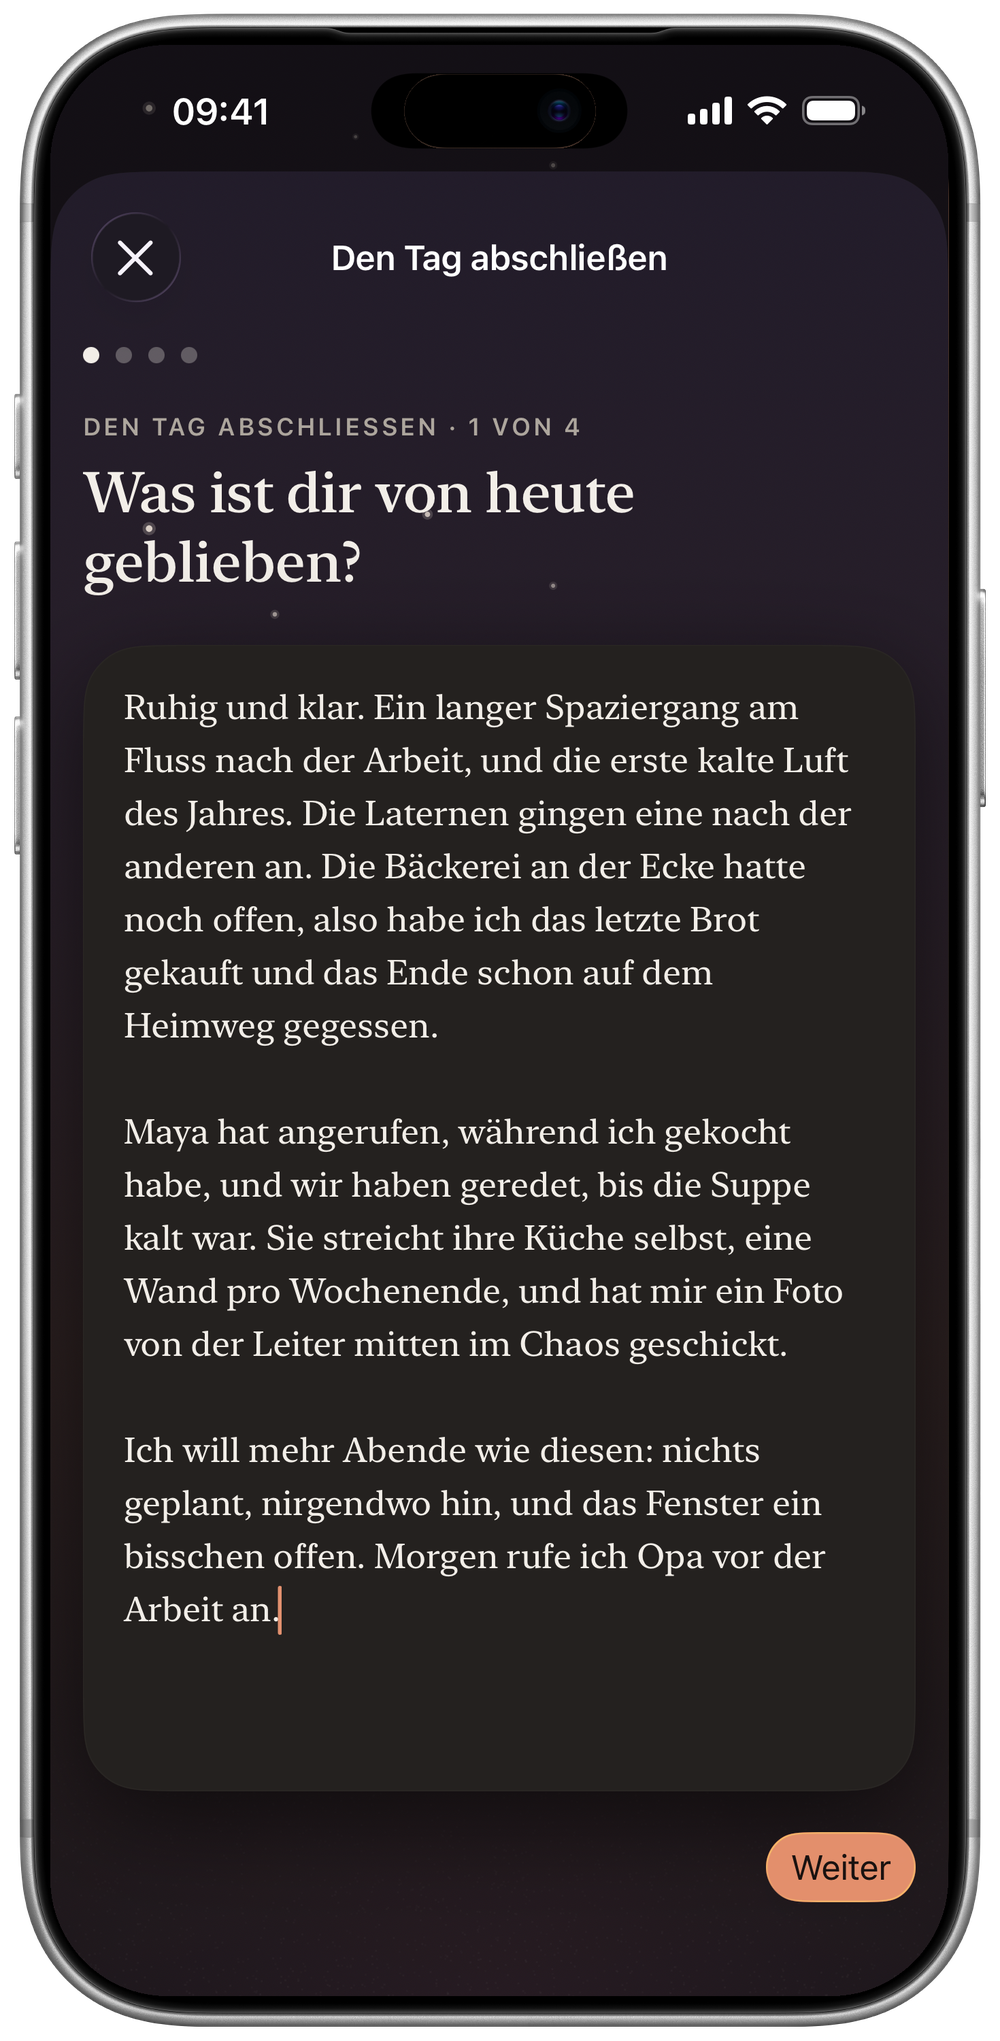 09:41
Den Tag abschließen
DEN TAG ABSCHLIESSEN · 1 VON 4
Was ist dir von heute
geblieben?
Ruhig und klar. Ein langer Spaziergang am
Fluss nach der Arbeit, und die erste kalte Luft
des Jahres. Die Laternen gingen eine nach der
anderen an. Die Bäckerei an der Ecke hatte
noch offen, also habe ich das letzte Brot
gekauft und das Ende schon auf dem
Heimweg gegessen.
Maya hat angerufen, während ich gekocht
habe, und wir haben geredet, bis die Suppe
kalt war. Sie streicht ihre Küche selbst, eine
Wand pro Wochenende, und hat mir ein Foto
von der Leiter mitten im Chaos geschickt.
Ich will mehr Abende wie diesen: nichts
geplant, nirgendwo hin, und das Fenster ein
bisschen offen. Morgen rufe ich Opa vor der
Arbeit an.
Weiter